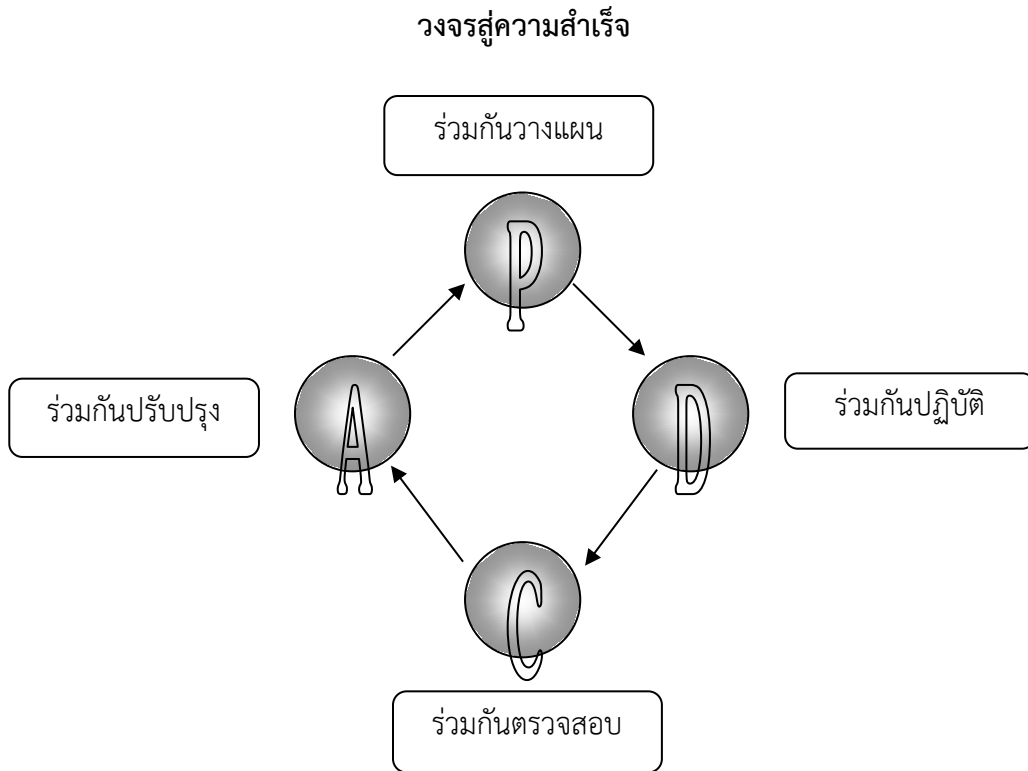 วงจรสู่ความสำเร็จ
ร่วมกันวางแผน
P
A
D
ร่วมกันปรับปรุง
ร่วมกันปฏิบัติ
C
ร่วมกันตรวจสอบ